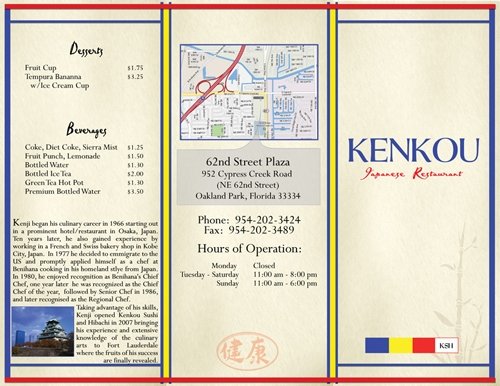 Desserts
Fruit Cup $1.75
Tempura Bananna $3.25
w/Ice Cream Cup
Beverages
Coke, Diet Coke, Sierra Mist $1.25
Fruit Punch, Lemonade $1.50
Bottled Water $1.30
Bottled Ice Tea $2.00
Green Tea Hot Pot $1.30
Premium Bottled Water $3.50
Kenji began his culinary career in 1966 starting out
in a prominent hotel/restaurant in Osaka, Japan.
Ten years later, he also gained experience by
working in a French and Swiss bakery shop in Kobe
City, Japan. In 1977 he decided to emmigrate to the
US and promptly applied himself as a chef at
Benihana cooking in his homeland stlye from Japan.
In 1980, he enjoyed recognition as Benihana's Chief
Chef, one year later he was recognized as the Chief
Chef of the year, followed by Senior Chef in 1986,
and later recognised as the Regional Chef.
Taking advantage of his skills,
Kenji opened Kenkou Sushi
and Hibachi in 2007 bringing
his experience and extensive
knowledge of the culinary
arts to Fort Lauderdale
where the fruits of his success
are finally revealed.
62nd Street Plaza
952 Cypress Creek Road
(NE 62nd Street)
Oakland Park, Florida 33334
Phone: 954-202-3424
Fax: 954-202-3489
Hours of Operation:
Monday Closed
Tuesday - Saturday 11:00 am - 8:00 pm
Sunday 11:00 am - 6:00 pm
健康
KENKOU
Japanese Restaurant
KSH